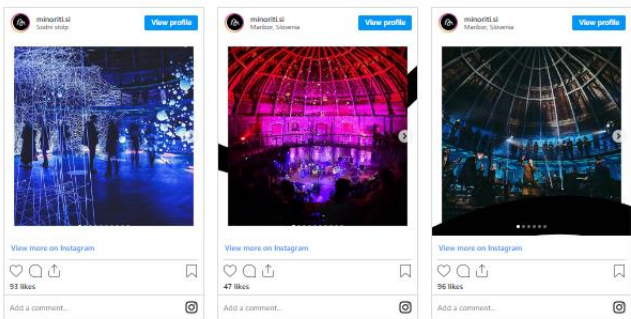 minoriti.si
Sodni stolp
View profile
View more on Instagram
93 likes
Add a comment...
minoriti.si
Maribor, Slovenia
View profile
View more on Instagram
47 likes
Add a comment...
minoriti.si
Maribor, Slovenia
View profile
View more on Instagram
96 likes
Add a comment...